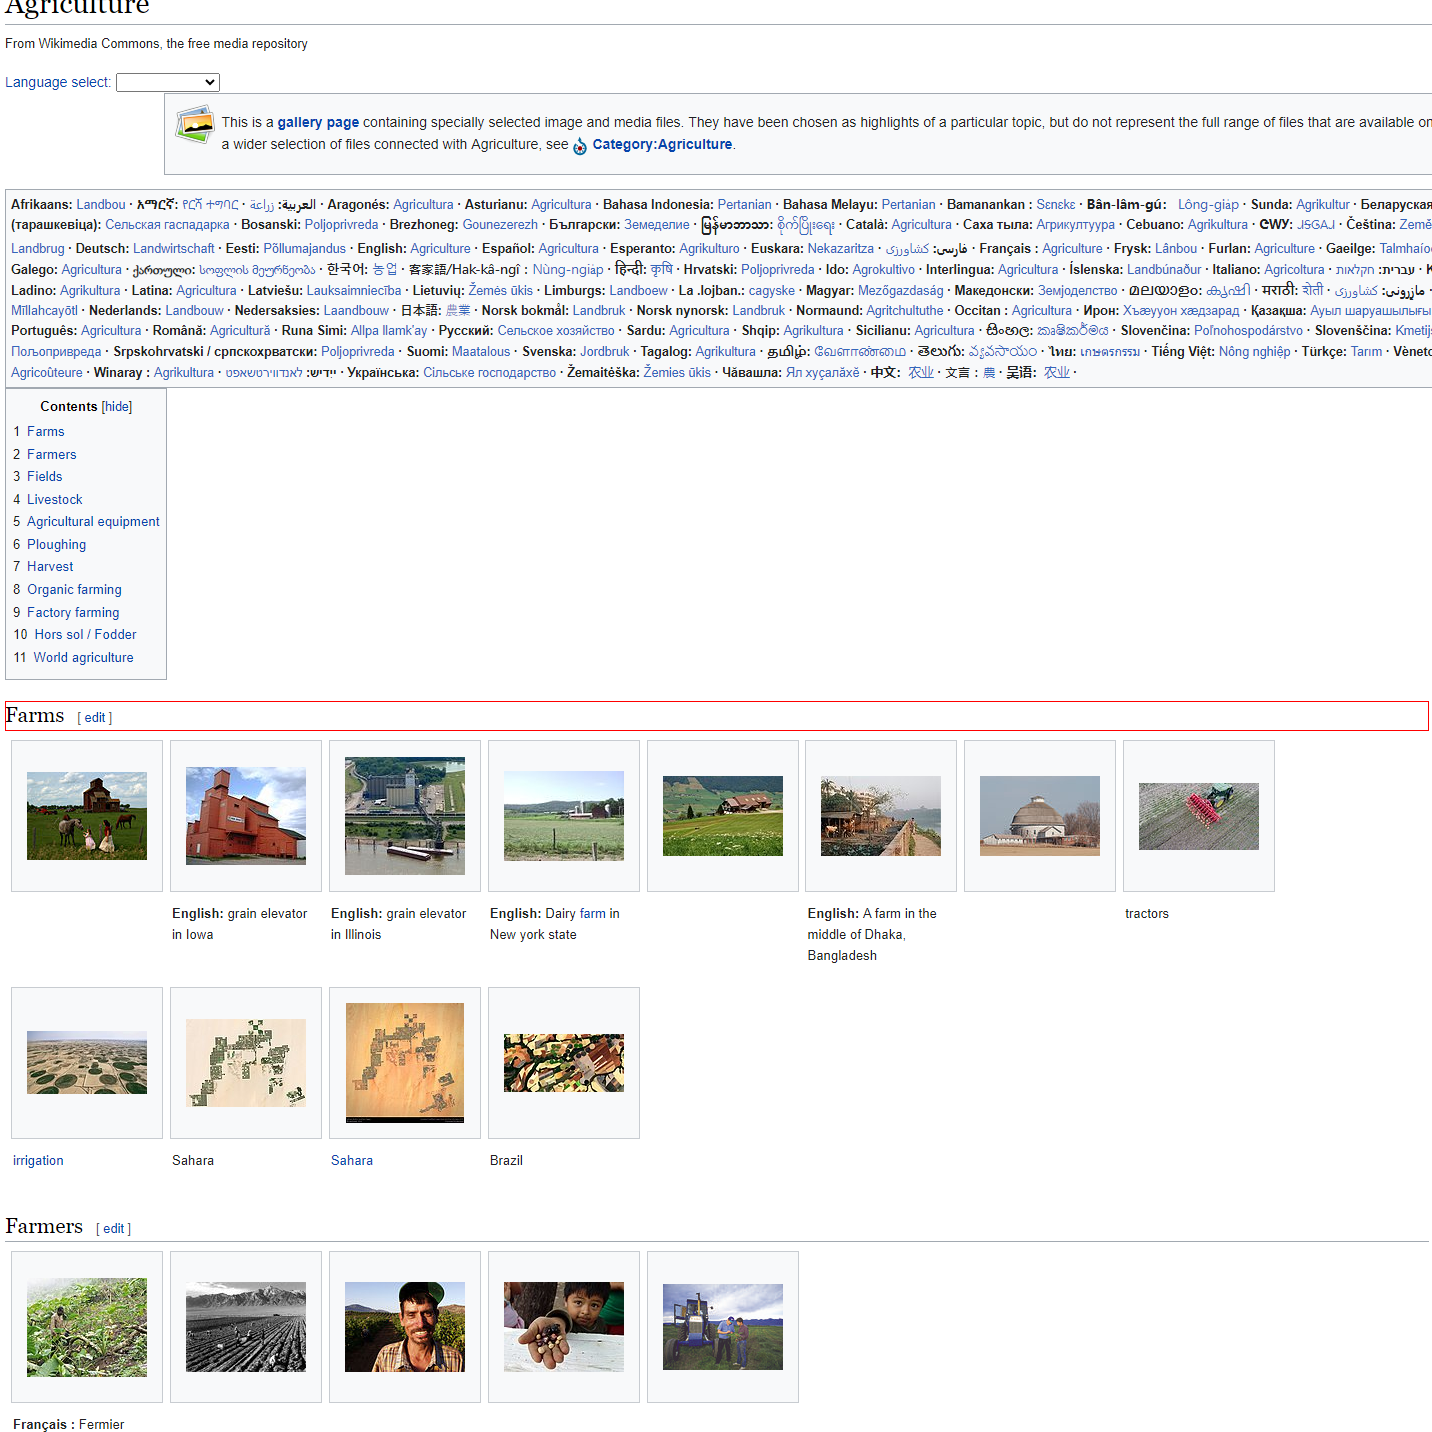 Agriculture
From Wikimedia Commons, the free media repository
Language select:
This is a gallery page containing specially selected image and media files. They have been chosen as highlights of a particular topic, but do not represent the full range of files that are available on
a wider selection of files connected with Agriculture, see Category:Agriculture.
Afrikaans: Landbou · አማርኛ: የርሻ ተግባር · العربية: زراعة · Aragonés: Agricultura · Asturianu: Agricultura · Bahasa Indonesia: Pertanian · Bahasa Melayu: Pertanian · Bamanankan : Sɛnɛkɛ · Bân-lâm-gú: Lông-gia̍p · Sunda: Agrikultur · Беларуская
(тарашкевіца): Сельская гаспадарка · Bosanski: Poljoprivreda · Brezhoneg: Gounezerezh · Български: Земеделие · မြန်မာဘာသာ: စိုက်ပြိုးရေး · Català: Agricultura · Саха тыла: Агрикултуура · Cebuano: Agrikultura · ᏣᎳᎩ: · Čeština:
Landbrug · Deutsch: Landwirtschaft · Eesti: Põllumajandus · English: Agriculture · Español: Agricultura · Esperanto: Agrikulturo · Euskara: Nekazaritza · فارسی: کشاورزی · Français : Agriculture · Frysk: Lânbou · Furlan: Agriculture · Gaeilge:
Galego: Agricultura · ქართული: სოფლის მეურნეობა · 한국어: 농업 · 客家語/Hak-kâ-ngî : Nùng-ngia̍p · हिन्दी: कृषि · Hrvatski: Poljoprivreda · Ido: Agrokultivo · Interlingua: Agricultura · Íslenska: Landbúnaður · Italiano: Agricoltura · עברית: חקלאות ·
Ladino: Agrikultura · Latina: Agricultura · Latviešu: Lauksaimniecība · Lietuvių: Žemės ūkis · Limburgs: Landboew · La .lojban.: cagyske · Magyar: Mezőgazdaság · Македонски: Земјоделство · മലയാളം: കൃഷി · मराठी: शेती · مازرونی: کشاورزی ·
Mīllahcayōtl · Nederlands: Landbouw · Nedersaksies: Laandbouw · 日本語: 農業 · Norsk bokmål: Landbruk · Norsk nynorsk: Landbruk · Normaund: Agritchultuthe · Occitan : Agricultura · Ирон: Хъæууон хæдзарад · Қазақша: Ауыл шаруашылығы
Português: Agricultura · Română: Agricultură · Runa Simi: Allpa llamk'ay · Русский: Сельское хозяйство · Sardu: Agricultura · Shqip: Agrikultura · Sicilianu: Agricultura · සිංහල: කෘෂිකර්මය · Slovenčina: Poľnohospodárstvo · Slovenščina:
Пољопривреда · Srpskohrvatski / српскохрватски: Poljoprivreda · Suomi: Maatalous · Svenska: Jordbruk · Tagalog: Agrikultura · தமிழ்: வேளாண்மை · తెలుగు: వ్యవసాయం · ไทย: เกษตรกรรม · Tiếng Việt: Nông nghiệp · Türkçe: Tarım · Vèneto
Agricoûteure · Winaray : Agrikultura · ייִדיש: לאנדווירטשאפט · Українська: Сільське господарство · Žemaitėška: Žemies ūkis · Чӑвашла: Ял хуҫалӑхӗ · 中文: 农业 · 文言 : 農 · 吴语: 农业 ·
Contents [hide]
1 Farms
2 Farmers
3 Fields
4 Livestock
5 Agricultural equipment
6 Ploughing
7 Harvest
8 Organic farming
9 Factory farming
10 Hors sol / Fodder
11 World agriculture
Farms [ edit ]
English: grain elevator
in Iowa
English: grain elevator
in Illinois
English: Dairy farm in
New york state
English: A farm in the
middle of Dhaka,
Bangladesh
tractors
irrigation
Sahara
Sahara
Brazil
Farmers [ edit ]
Français : Fermier